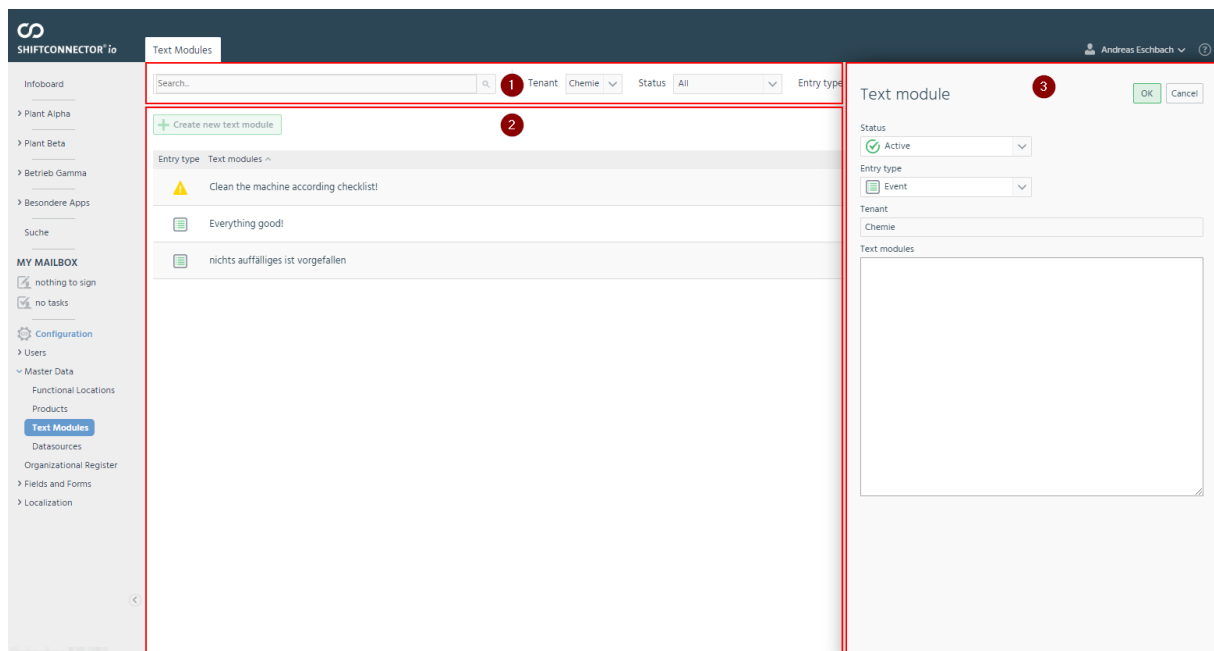 SHIFTCONNECTOR® io
Text Modules
Andreas Eschbach
?
Infoboard
Plant Alpha
Plant Beta
Betrieb Gamma
Besondere Apps
Suche
MY MAILBOX
nothing to sign
no tasks
Configuration
Users
Master Data
Functional Locations
Products
Text Modules
Datasources
Organizational Register
Fields and Forms
Localization
Search..
1
Tenant Chemie Status All Entry type
+ Create new text module
2
Entry type Text modules
Clean the machine according checklist!
Everything good!
nichts auffälliges ist vorgefallen
Text module
3
OK Cancel
Status
Active
Entry type
Event
Tenant
Chemie
Text modules